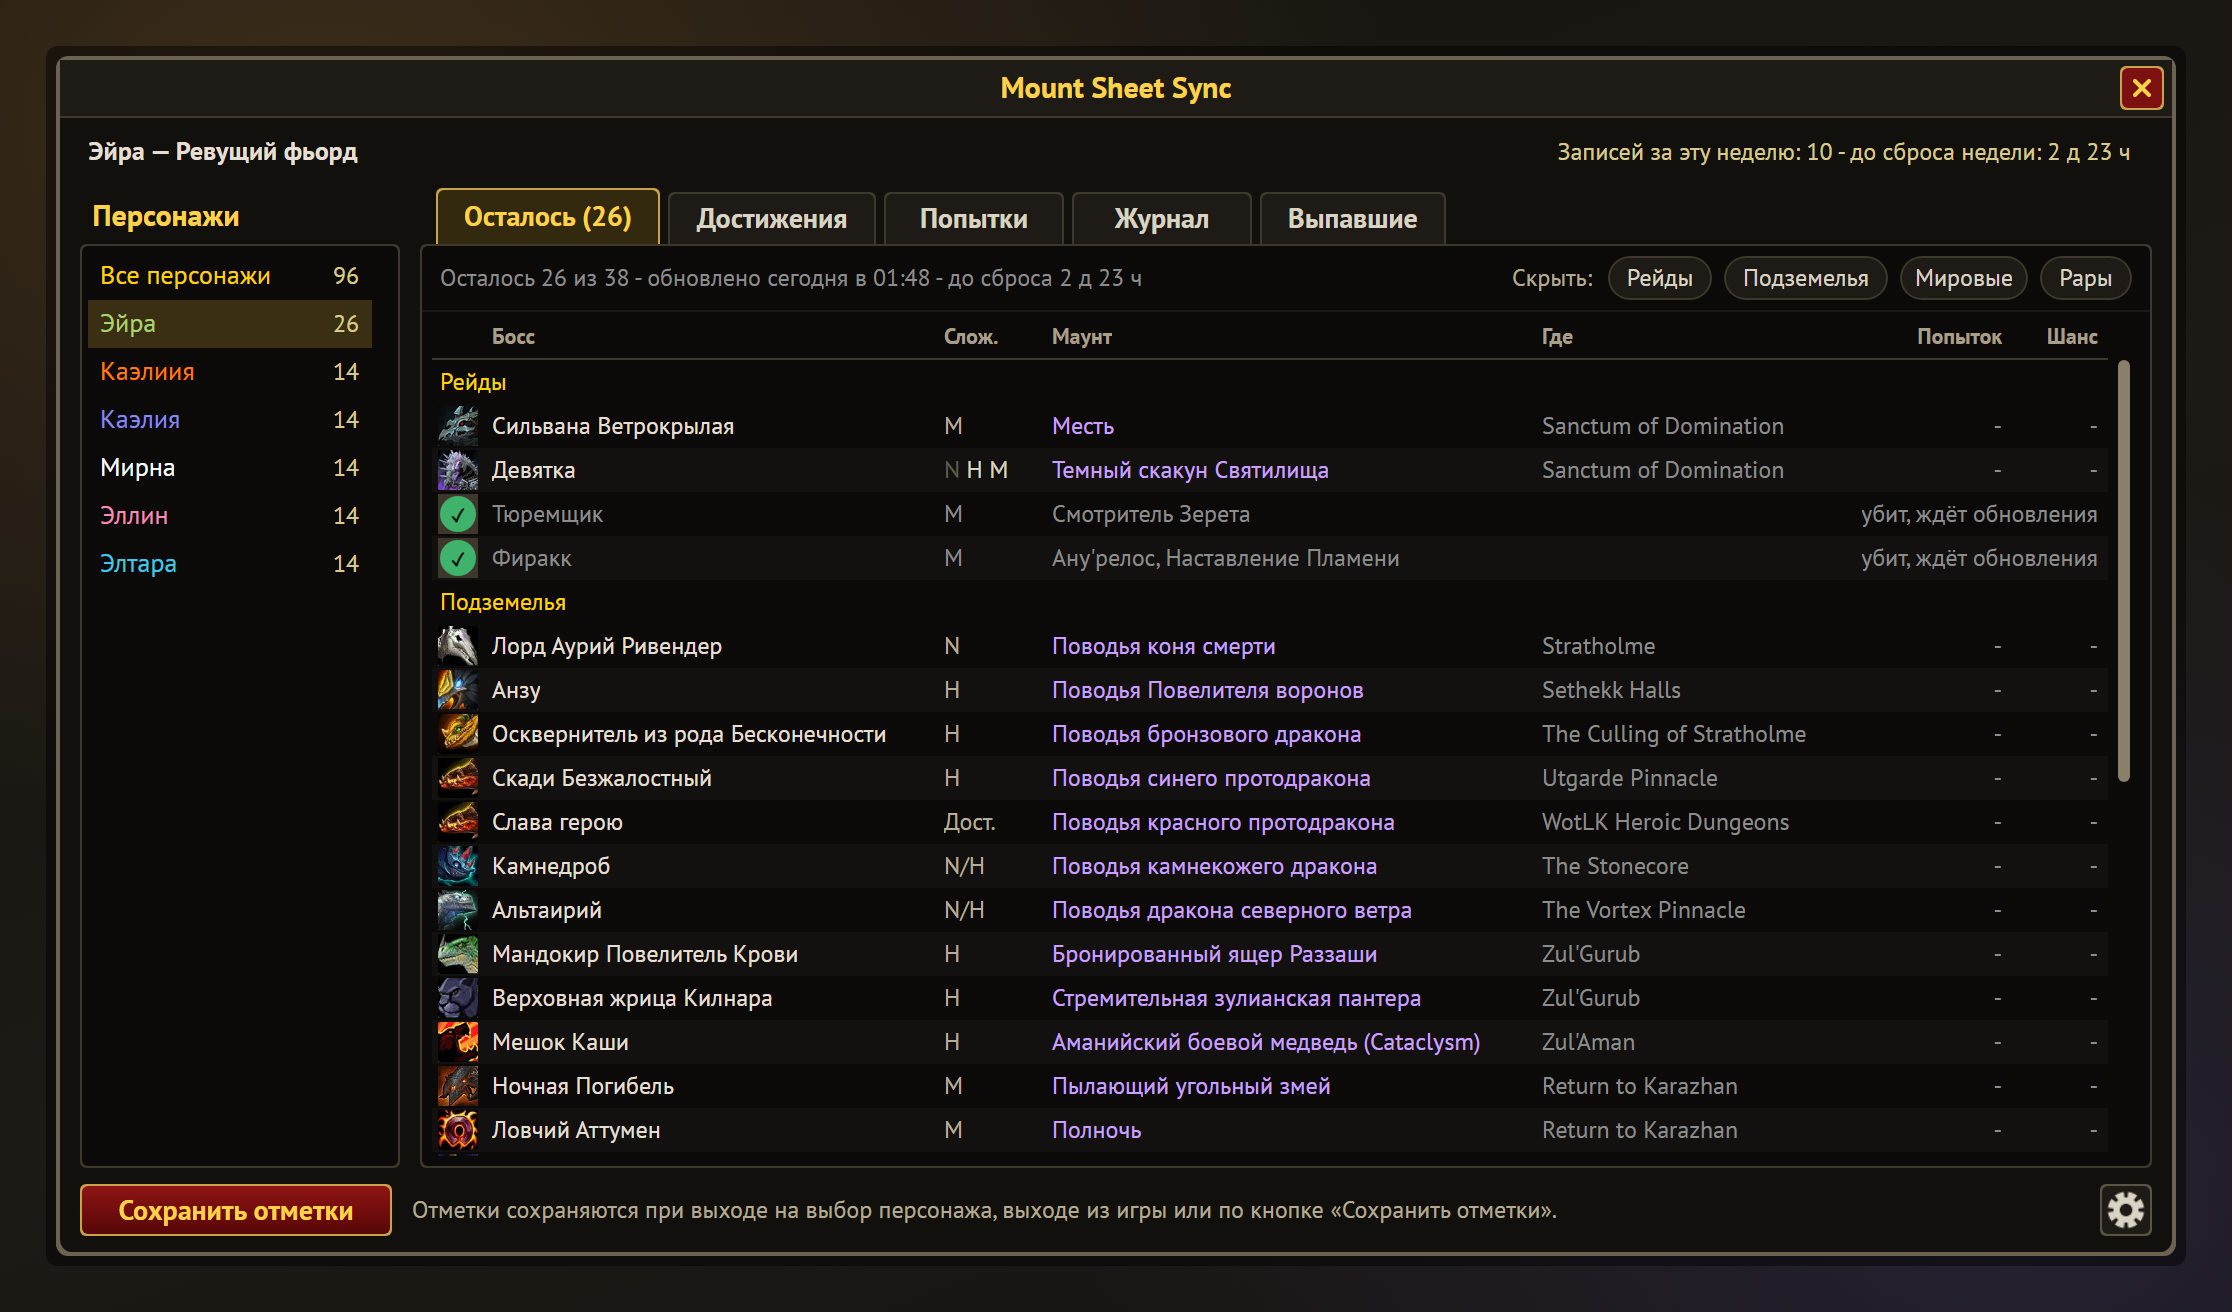 Mount Sheet Sync
Эйра — Ревущий фьорд
Записей за эту неделю: 10 - до сброса недели: 2 д 23 ч
Персонажи
Осталось (26)
Достижения
Попытки
Журнал
Выпавшие
Все персонажи 96
Эйра 26
Каэлиия 14
Каэлия 14
Мирна 14
Эллин 14
Элтара 14
Осталось 26 из 38 - обновлено сегодня в 01:48 - до сброса 2 д 23 ч
Скрыть: Рейды Подземелья Мировые Рары
Босс Слож. Маунт Где Попыток Шанс
Рейды
Сильвана Ветрокрылая M Месть Sanctum of Domination - -
Девятка N H M Темный скакун Святилища Sanctum of Domination - -
Тюремщик M Смотритель Зерета убит, ждёт обновления
Фиракк M Ану'релос, Наставление Пламени убит, ждёт обновления
Подземелья
Лорд Аурий Ривендер N Поводья коня смерти Stratholme - -
Анзу H Поводья Повелителя воронов Sethekk Halls - -
Осквернитель из рода Бесконечности H Поводья бронзового дракона The Culling of Stratholme - -
Скади Безжалостный H Поводья синего протодракона Utgarde Pinnacle - -
Слава герою Дост. Поводья красного протодракона WotLK Heroic Dungeons - -
Камнедроб N/H Поводья камнекожего дракона The Stonecore - -
Альтаирий N/H Поводья дракона северного ветра The Vortex Pinnacle - -
Мандокир Повелитель Крови H Бронированный ящер Раззаши Zul'Gurub - -
Верховная жрица Килнара H Стремительная зулианская пантера Zul'Gurub - -
Мешок Каши H Аманийский боевой медведь (Cataclysm) Zul'Aman - -
Ночная Погибель M Пылающий угольный змей Return to Karazhan - -
Ловчий Аттумен M Полночь Return to Karazhan - -
Сохранить отметки
Отметки сохраняются при выходе на выбор персонажа, выходе из игры или по кнопке «Сохранить отметки».